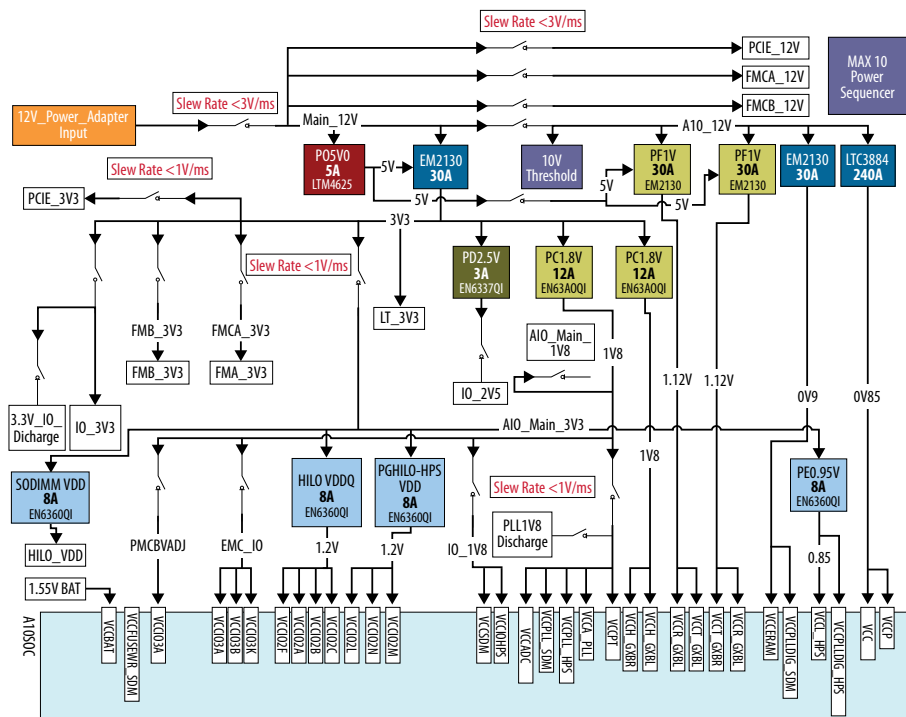 Slew Rate <3V/ms
PCIE_12V
MAX 10
Power
Sequencer
FMCA_12V
Slew Rate <3V/ms
FMCB_12V
12V_Power_Adapter
Input
Main_12V
A10_12V
PO5V0
5A
LTM4625
5V
EM2130
30A
10V
Threshold
PF1V
30A
EM2130
PF1V
30A
EM2130
EM2130
30A
LTC3884
240A
5V
5V
5V
Slew Rate <1V/ms
PCIE_3V3
3V3
Slew Rate <1V/ms
PD2.5V
3A
EN6337QI
PC1.8V
12A
EN63A0QI
PC1.8V
12A
EN63A0QI
LT_3V3
FMB_3V3
FMCA_3V3
AIO_Main_
1V8
1V8
FMB_3V3
FMA_3V3
IO_2V5
1.12V
1.12V
0V9
0V85
3.3V_IO_
Dicharge
IO_3V3
AIO_Main_3V3
1V8
SODIMM VDD
8A
EN6360QI
HILO VDDQ
8A
EN6360QI
PGHILO-HPS
VDD
8A
EN6360QI
Slew Rate <1V/ms
PE0.95V
8A
EN6360QI
PLL1V8
Discharge
PMCBVADJ
EMC_IO
1.2V
1.2V
IO_1V8
0.85
HILO_VDD
1.55V BAT
A10SOC
VCCBAT
VCCFUSEWR_SDM
VCCIO3A
VCCIO3A
VCCIO3B
VCCIO3K
VCCIO2F
VCCIO2A
VCCIO2B
VCCIO2C
VCCIO2L
VCCIO2N
VCCIO2M
VCCSDM
VCCIOHPS
VCCADC
VCCPLL_SDM
VCCPLL_HPS
VCCA_PLL
VCCPT
VCCH_GXBR
VCCH_GXBL
VCCR_GXBL
VCCT_GXBL
VCCT_GXBR
VCCR_GXBR
VCCERAM
VCCPLLDIG_SDM
VCCL_HPS
VCCPLLDIG_HPS
VCC
VCCP